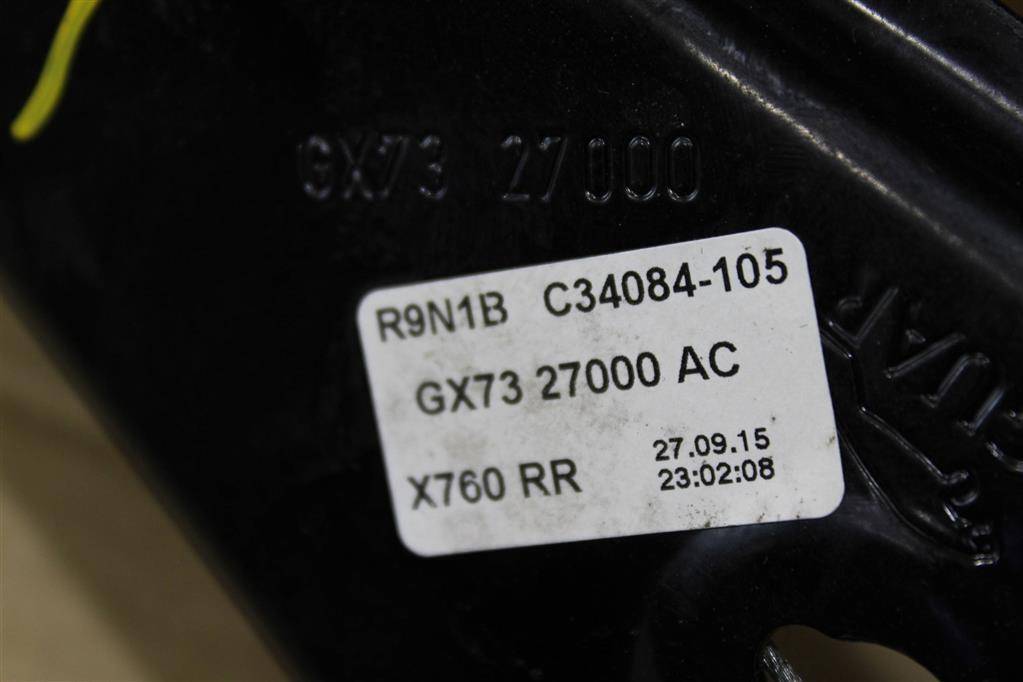 GX73 27000
R9N1B C34084-105
GX73 27000 AC
X760 RR 27.09.15
23:02:08